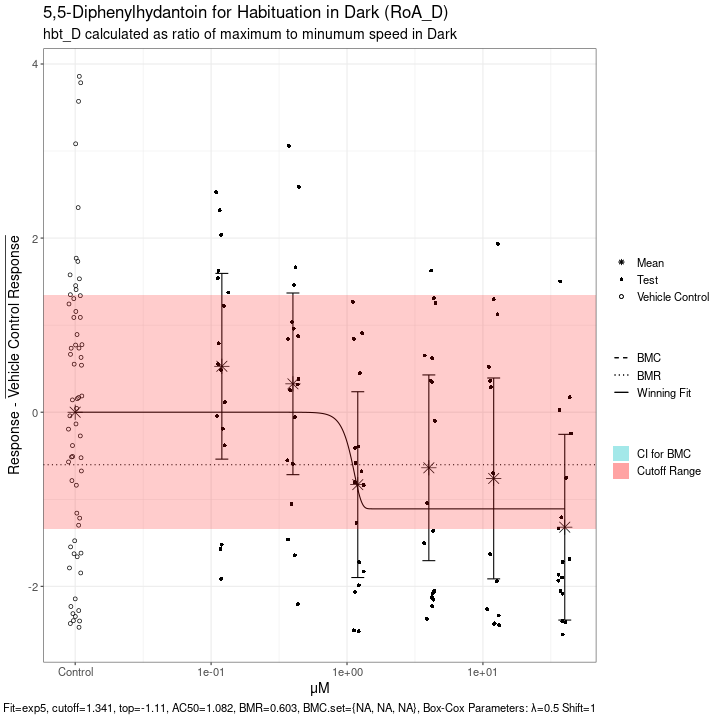 5,5-Diphenylhydantoin for Habituation in Dark (RoA_D)
hbt_D calculated as ratio of maximum to minumum speed in Dark
Response - Vehicle Control Response
4
2
0
-2
Control
1e-01
1e+00
1e+01
μM
Mean
Test
Vehicle Control
BMC
BMR
Winning Fit
CI for BMC
Cutoff Range
Fit=exp5, cutoff=1.341, top=-1.11, AC50=1.082, BMR=0.603, BMC.set={NA, NA, NA}, Box-Cox Parameters: λ=0.5 Shift=1